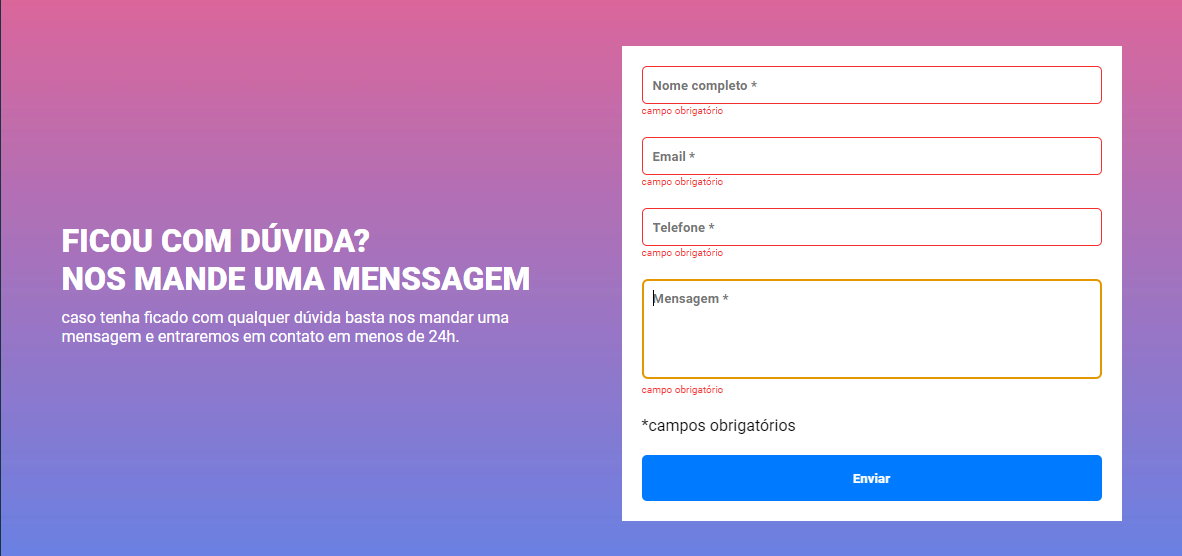 FICOU COM DÚVIDA?
NOS MANDE UMA MENSSAGEM
caso tenha ficado com qualquer dúvida basta nos mandar uma
mensagem e entraremos em contato em menos de 24h.
Nome completo *
campo obrigatório
Email *
campo obrigatório
Telefone *
campo obrigatório
Mensagem *
campo obrigatório
*campos obrigatórios
Enviar